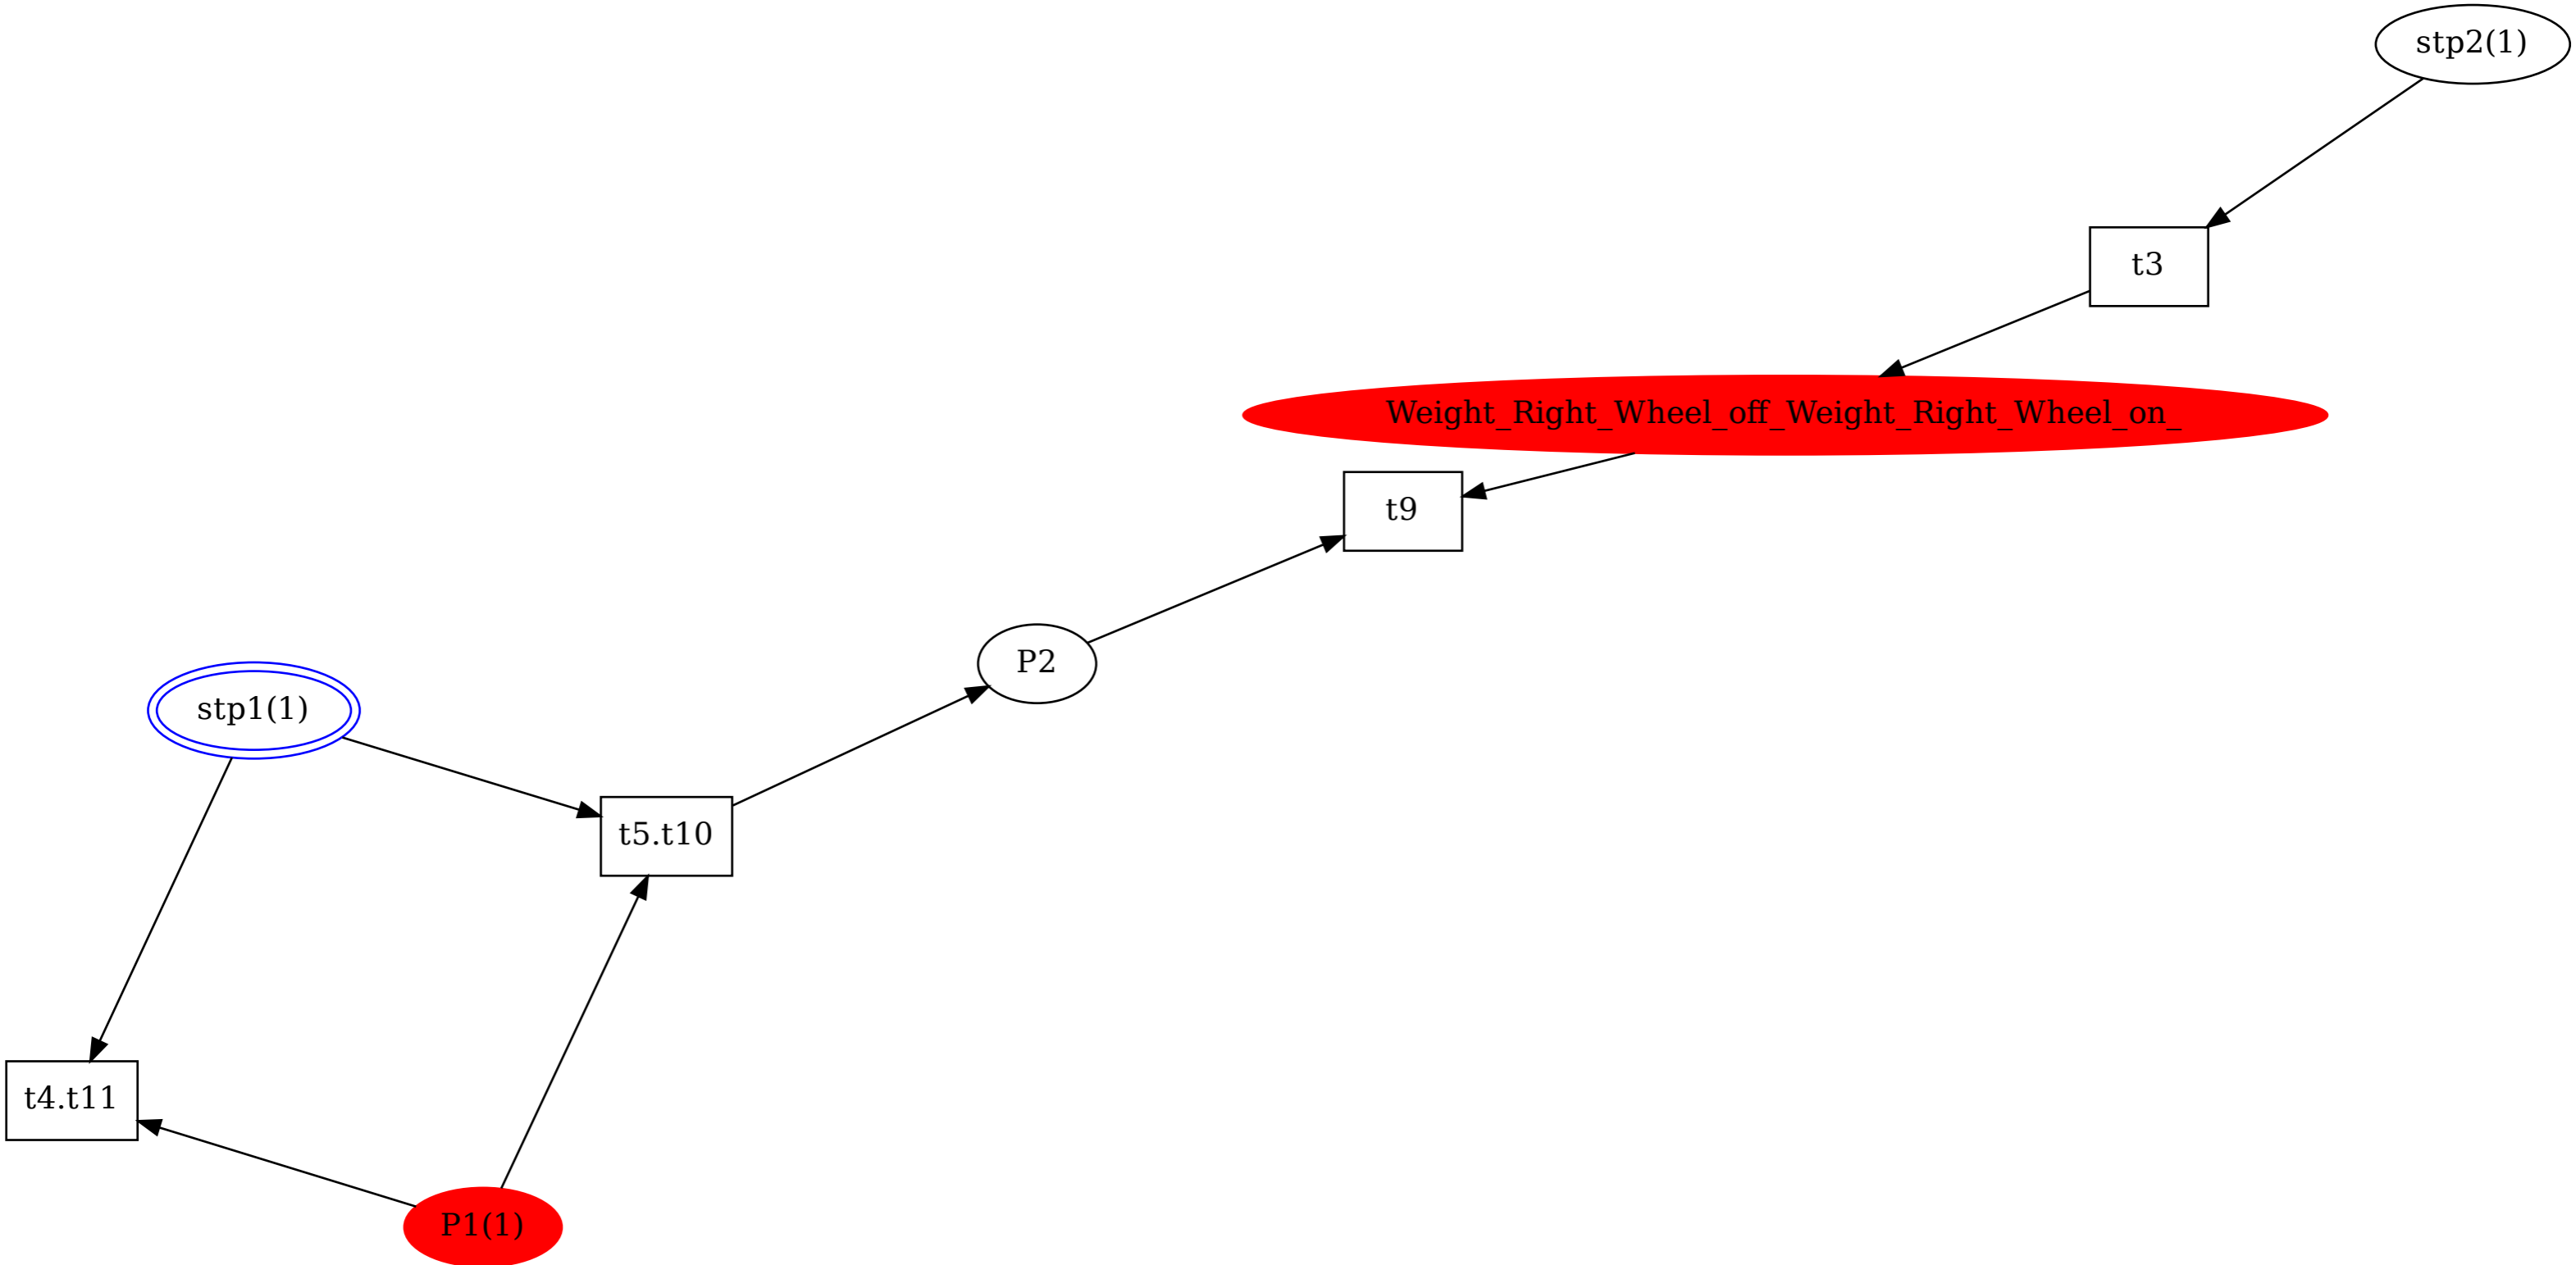 stp2(1)
t3
Weight_Right_Wheel_off_Weight_Right_Wheel_on_
t9
P2
stp1(1)
t5.t10
t4.t11
P1(1)